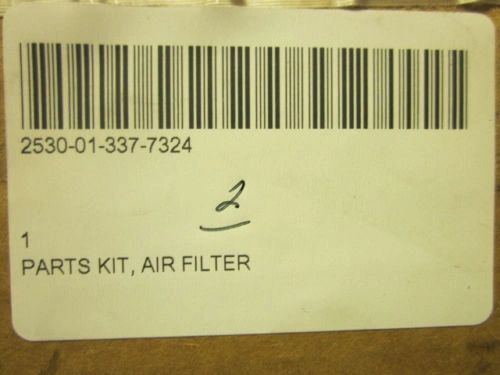 2530-01-337-7324
2
1
PARTS KIT, AIR FILTER